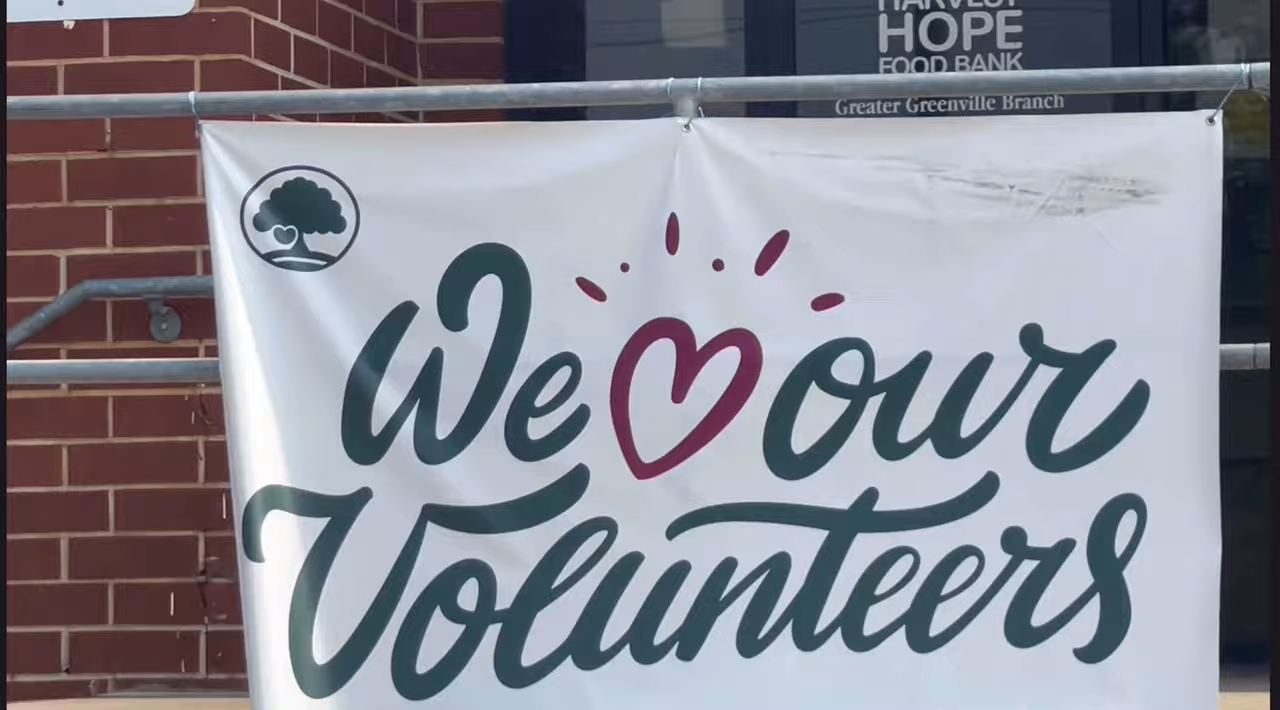 HARVEST
HOPE
FOOD BANK
Greater Greenville Branch
We our
Volunteers